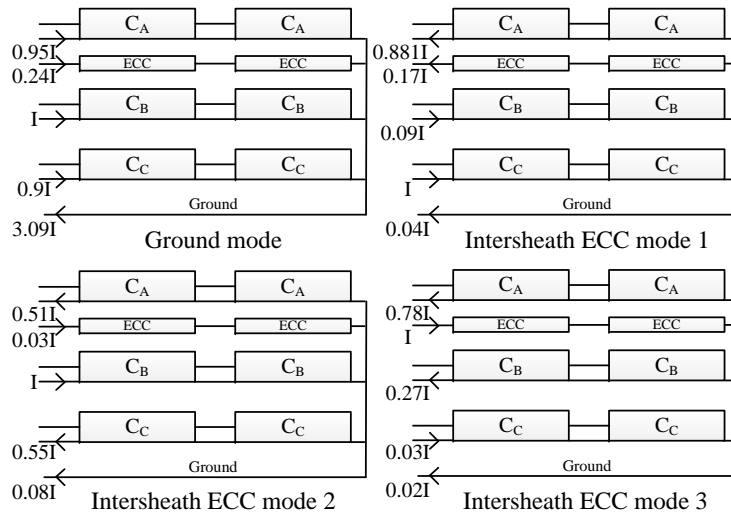 C_A C_A
0.95I
ECC ECC
0.24I
C_B C_B
I
C_C C_C
0.9I
Ground
3.09I
Ground mode
C_A C_A
0.881I
ECC ECC
0.17I
C_B C_B
0.09I
C_C C_C
I
Ground
0.04I
Intersheath ECC mode 1
C_A C_A
0.51I
ECC ECC
0.03I
C_B C_B
I
C_C C_C
0.55I
Ground
0.08I
Intersheath ECC mode 2
C_A C_A
0.78I
ECC ECC
I
C_B C_B
0.27I
C_C C_C
0.03I
Ground
0.02I
Intersheath ECC mode 3